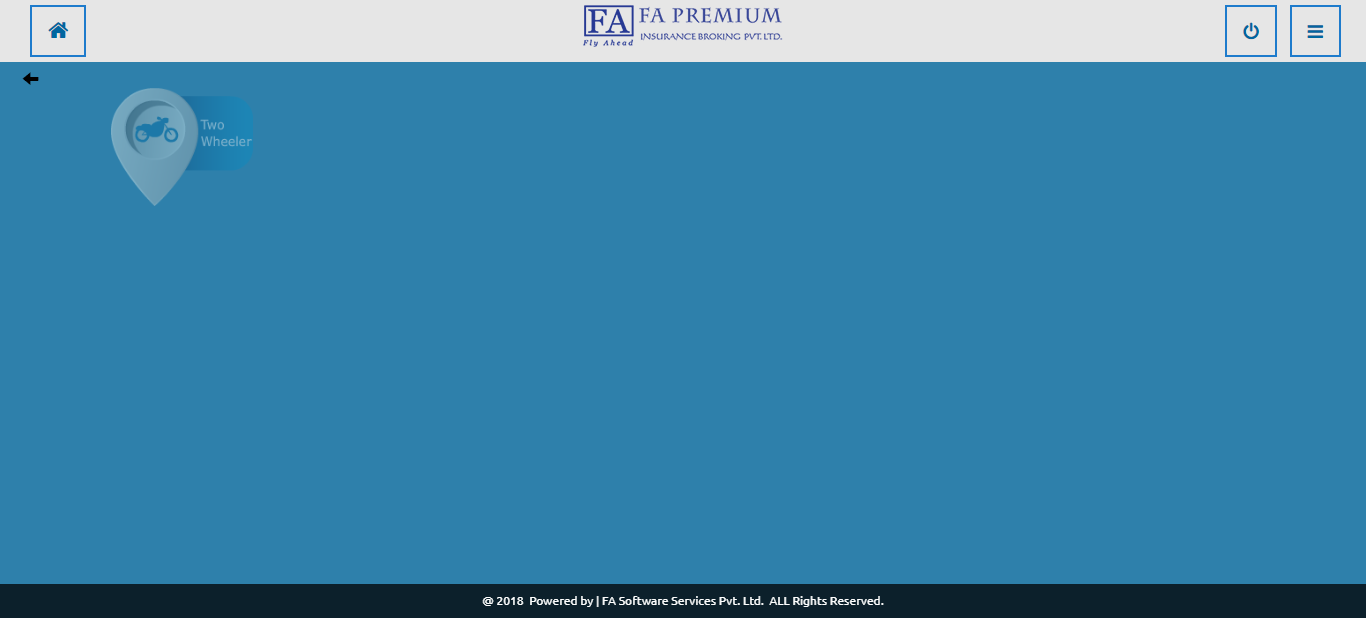 FA
Fly Ahead
FA PREMIUM
INSURANCE BROKING PVT. LTD.
Two
Wheeler
@ 2018 Powered by | FA Software Services Pvt. Ltd. ALL Rights Reserved.